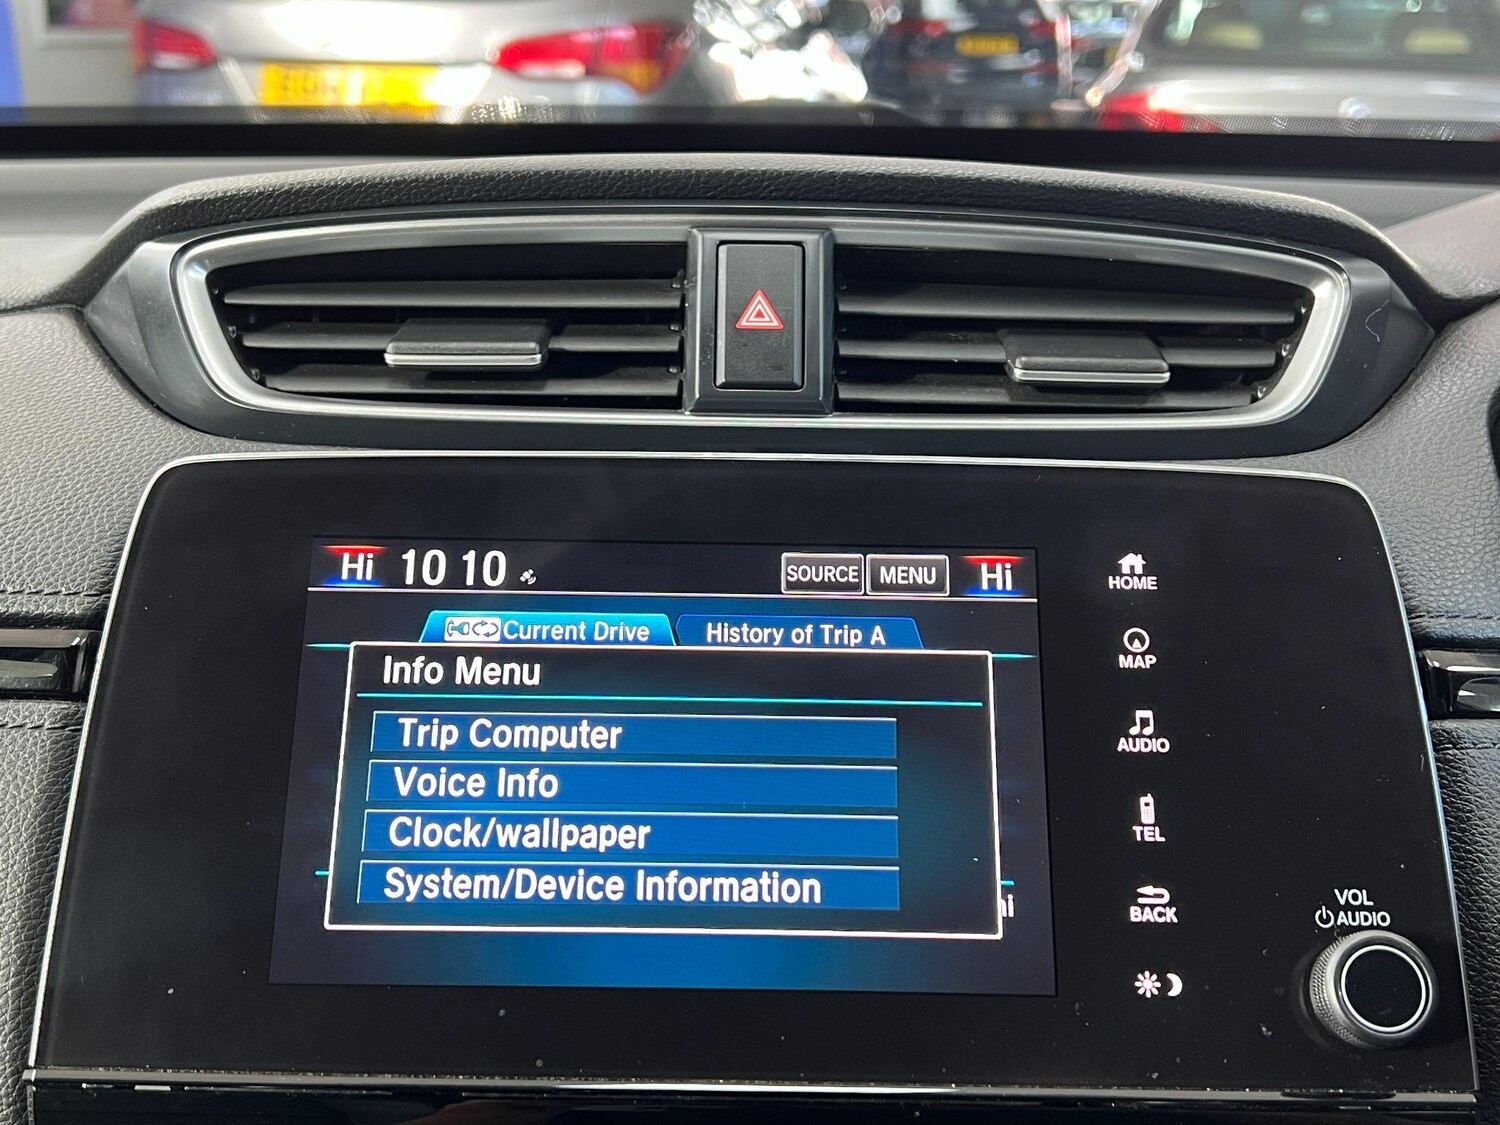 Hi 10 10 SOURCE MENU Hi
Current Drive History of Trip A
Info Menu
Trip Computer
Voice Info
Clock/wallpaper
System/Device Information
HOME
MAP
AUDIO
TEL
BACK
VOL
AUDIO